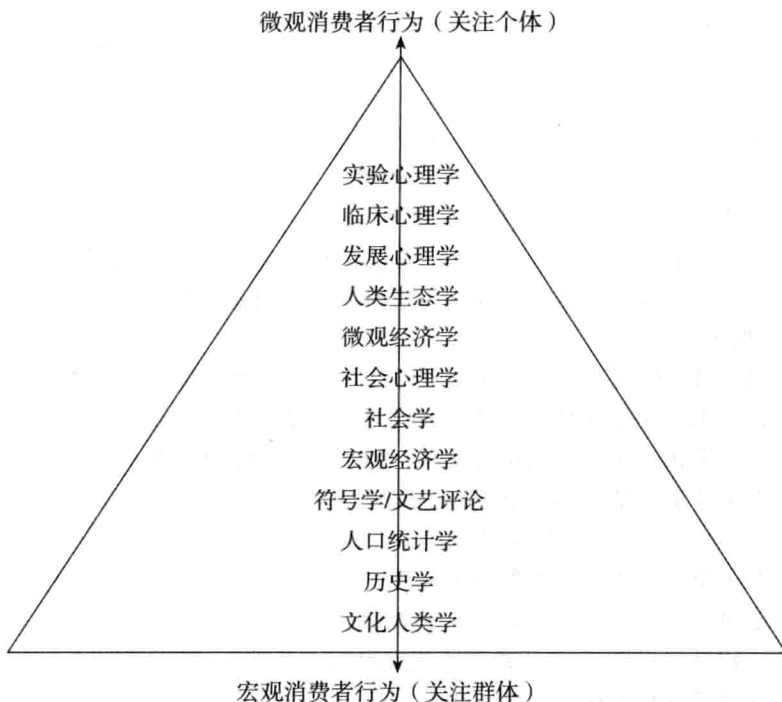 微观消费者行为（关注个体）
实验心理学
临床心理学
发展心理学
人类生态学
微观经济学
社会心理学
社会学
宏观经济学
符号学/文艺评论
人口统计学
历史学
文化人类学
宏观消费者行为（关注群体）